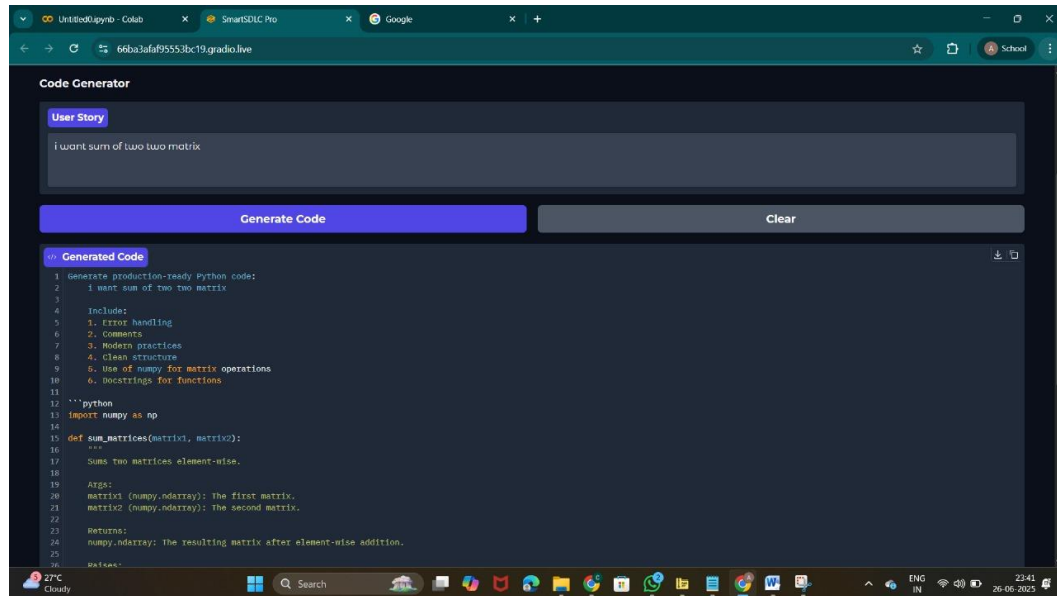 Untitled0.ipynb - Colab
SmartSDLC Pro
Google
66ba3afaf95553bc19.gradio.live
A School
Code Generator
User Story
i want sum of two two matrix
Generate Code
Clear
Generated Code
1 Generate production-ready Python code:
2 i want sum of two two matrix
3
4 Include:
5 1. Error handling
6 2. Comments
7 3. Modern practices
8 4. Clean structure
9 5. Use of numpy for matrix operations
10 6. Docstrings for functions
11
12 ```python
13 import numpy as np
14
15 def sum_matrices(matrix1, matrix2):
16 """
17 Sums two matrices element-wise.
18
19 Args:
20 matrix1 (numpy.ndarray): The first matrix.
21 matrix2 (numpy.ndarray): The second matrix.
22
23 Returns:
24 numpy.ndarray: The resulting matrix after element-wise addition.
25
26 Raises:
27°C
Cloudy
Search
ENG
IN
23:41
26-06-2025